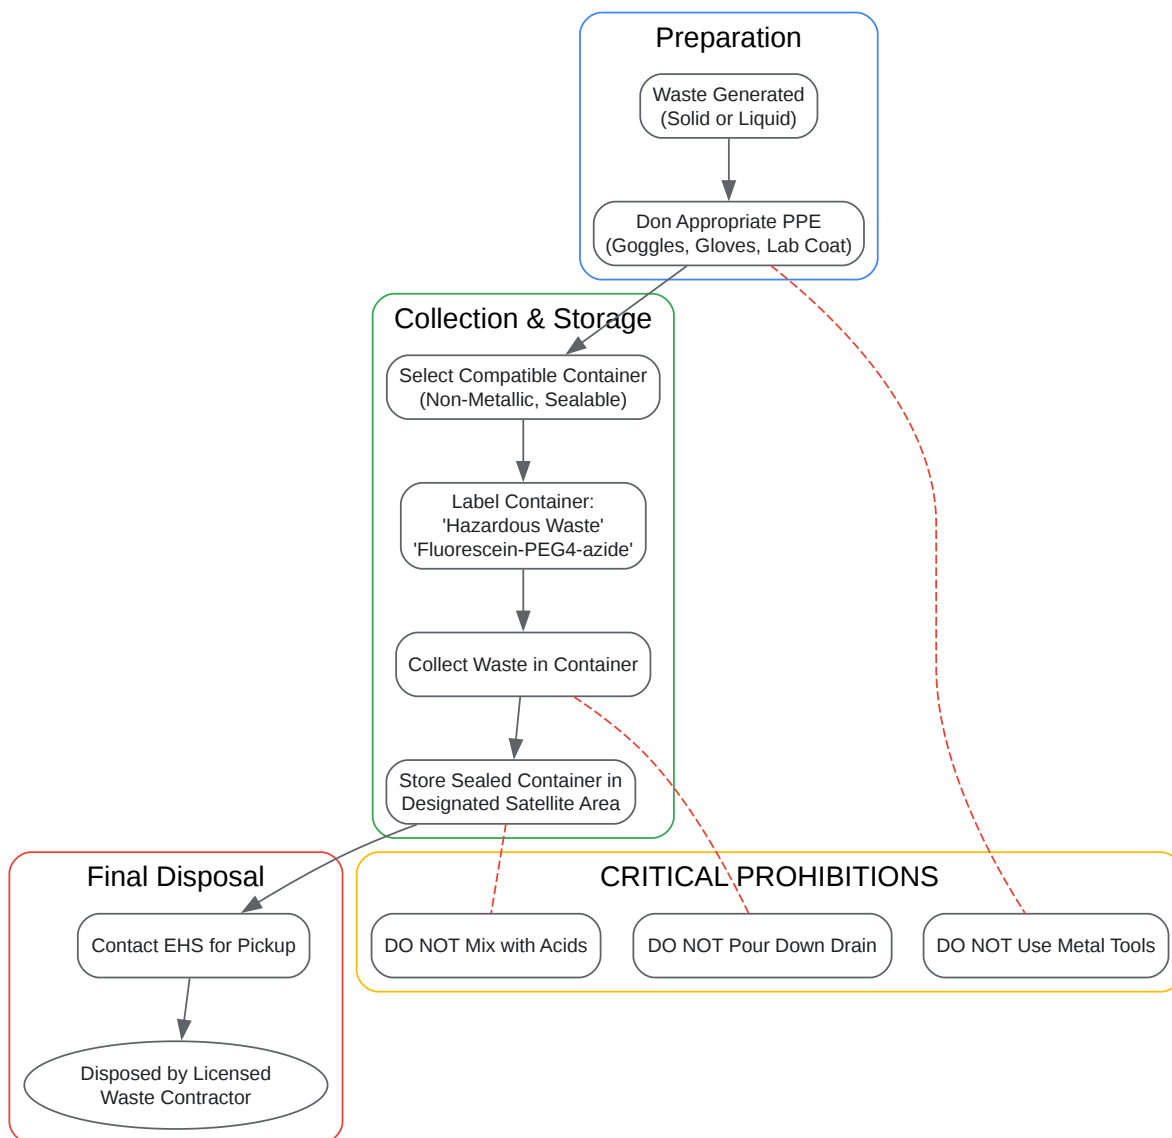 Preparation
Waste Generated
(Solid or Liquid)
Don Appropriate PPE
(Goggles, Gloves, Lab Coat)
Collection & Storage
Select Compatible Container
(Non-Metallic, Sealable)
Label Container:
'Hazardous Waste'
'Fluorescein-PEG4-azide'
Collect Waste in Container
Store Sealed Container in
Designated Satellite Area
Final Disposal
Contact EHS for Pickup
Disposed by Licensed
Waste Contractor
CRITICAL PROHIBITIONS
DO NOT Mix with Acids
DO NOT Pour Down Drain
DO NOT Use Metal Tools